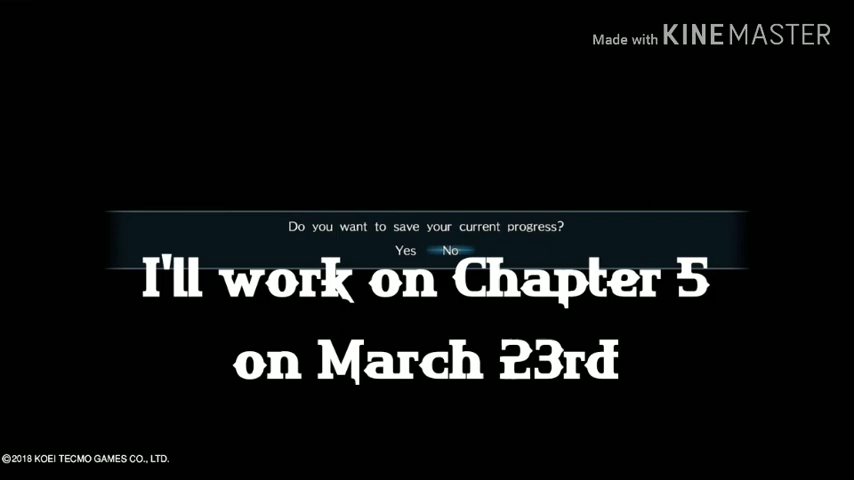 Made with KINEMASTER
Do you want to save your current progress?
Yes No
I'll work on Chapter 5
on March 23rd
©2018 KOEI TECMO GAMES CO., LTD.